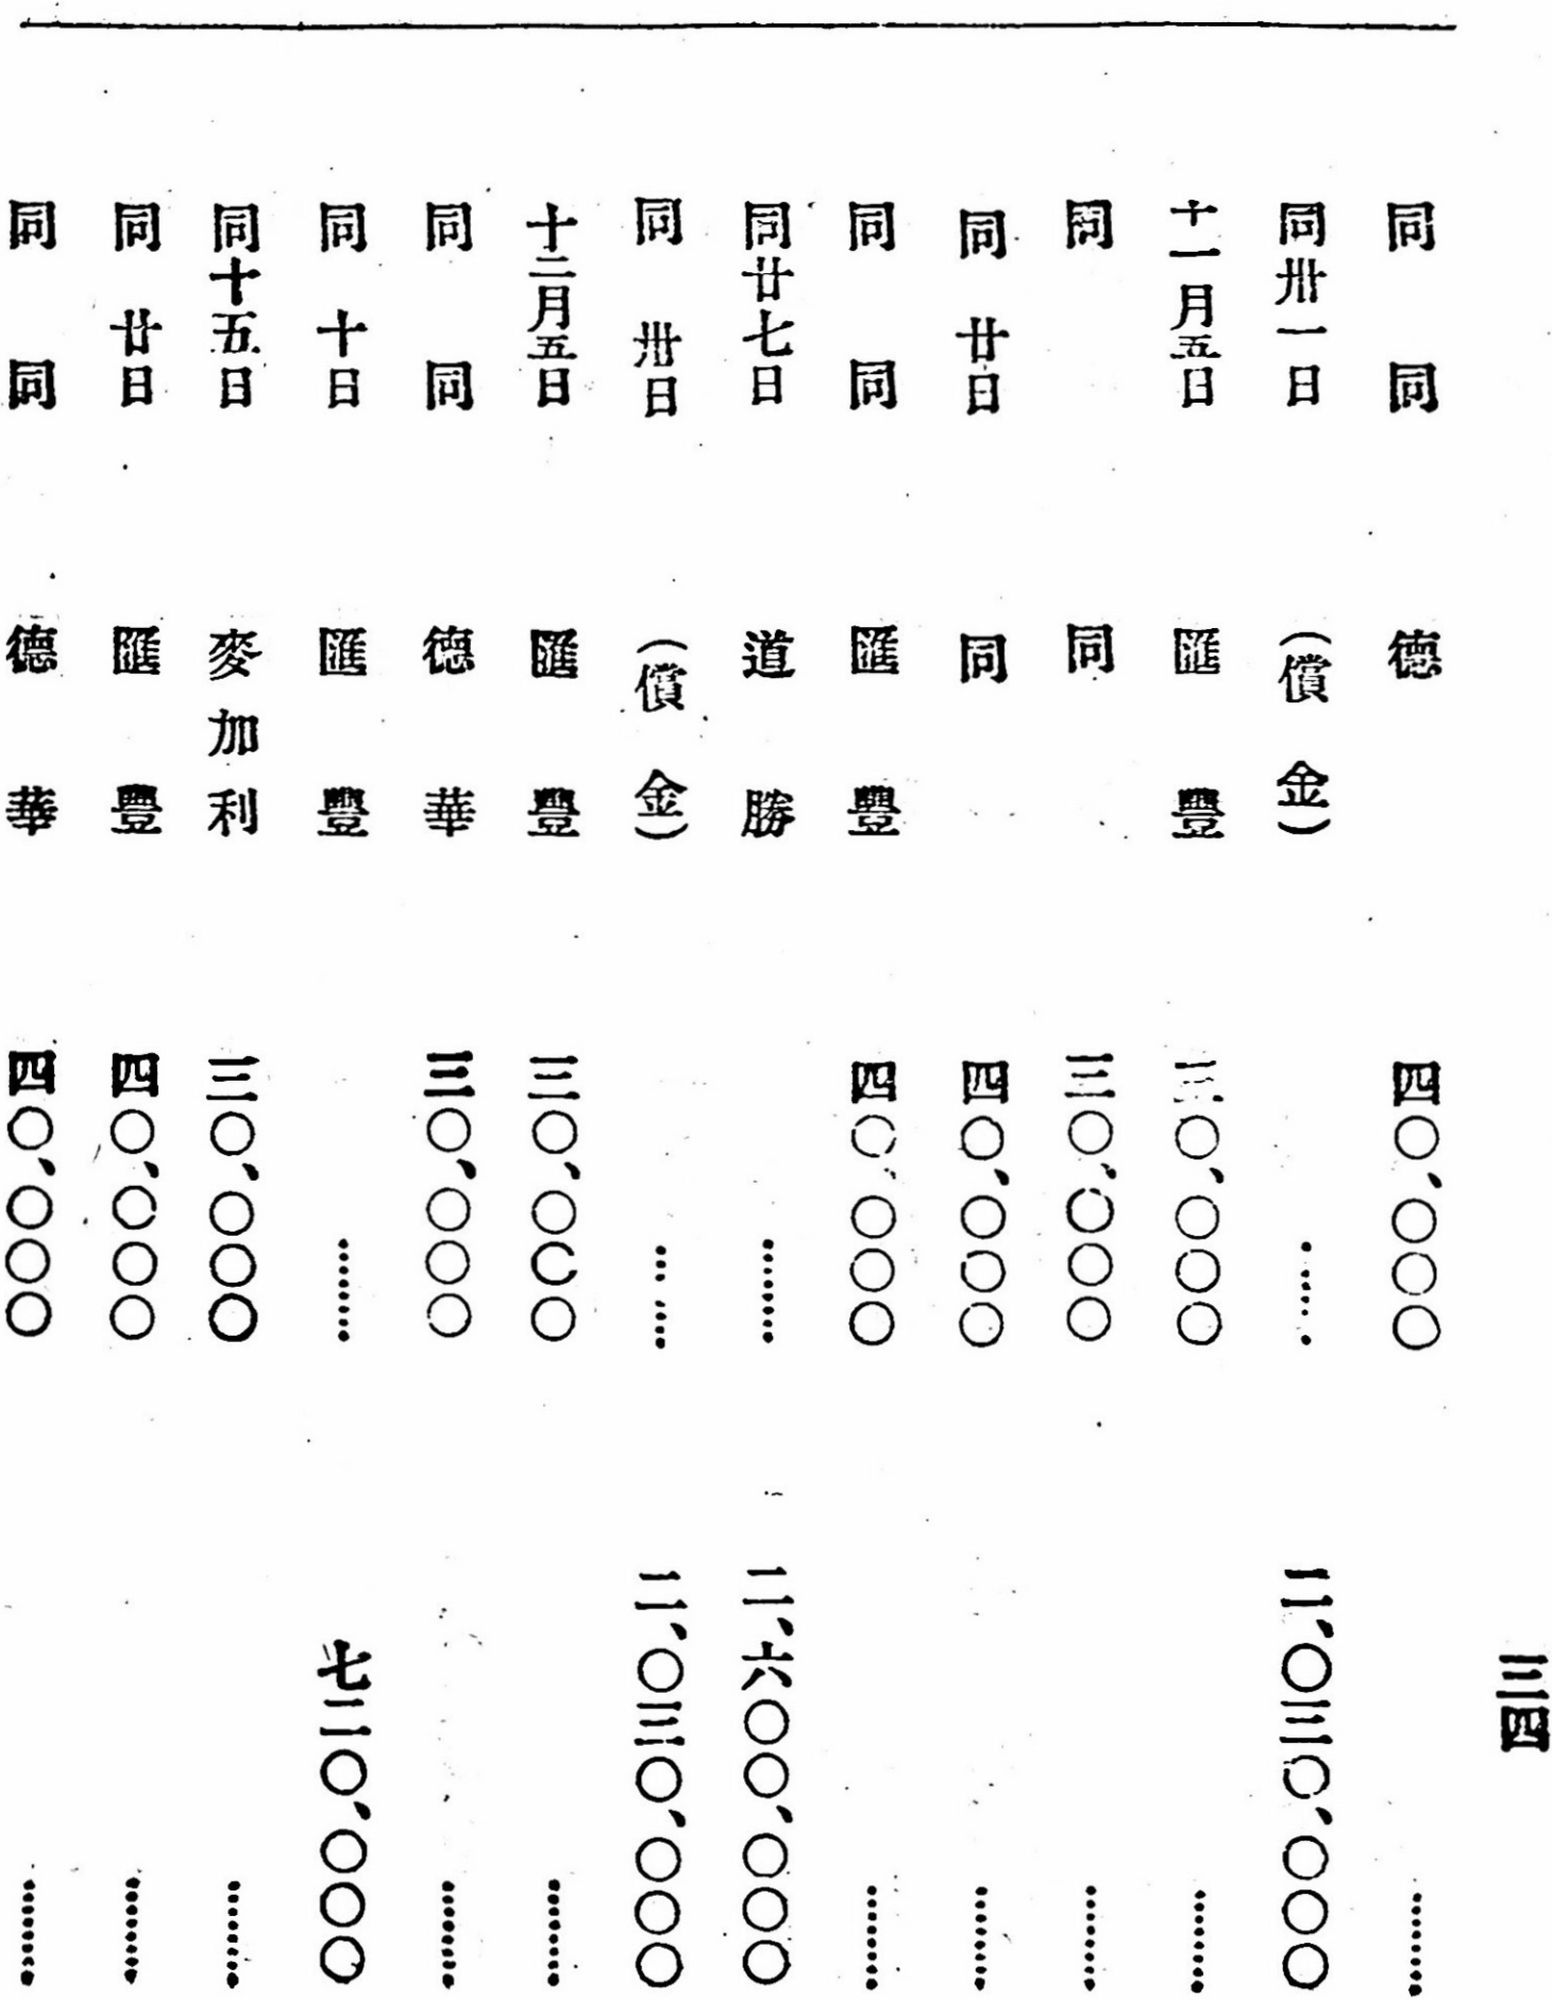 三四
同　同　德　四〇、〇〇〇　……
同卅一日　（償金）　……　二、〇三〇、〇〇〇
十一月五日　匯豐　三〇、〇〇〇　……
同　同　三〇、〇〇〇　……
同　廿日　同　四〇、〇〇〇　……
同　同　匯豐　四〇、〇〇〇　……
同廿七日　道勝　……　二、六〇〇、〇〇〇
同　卅日　（償金）　……　二、〇三〇、〇〇〇
十二月五日　匯豐　三〇、〇〇〇　……
同　同　德華　三〇、〇〇〇　……
同　十日　匯豐　……　七二〇、〇〇〇
同十五日　麥加利　三〇、〇〇〇　……
同　廿日　匯豐　四〇、〇〇〇　……
同　同　德華　四〇、〇〇〇　……